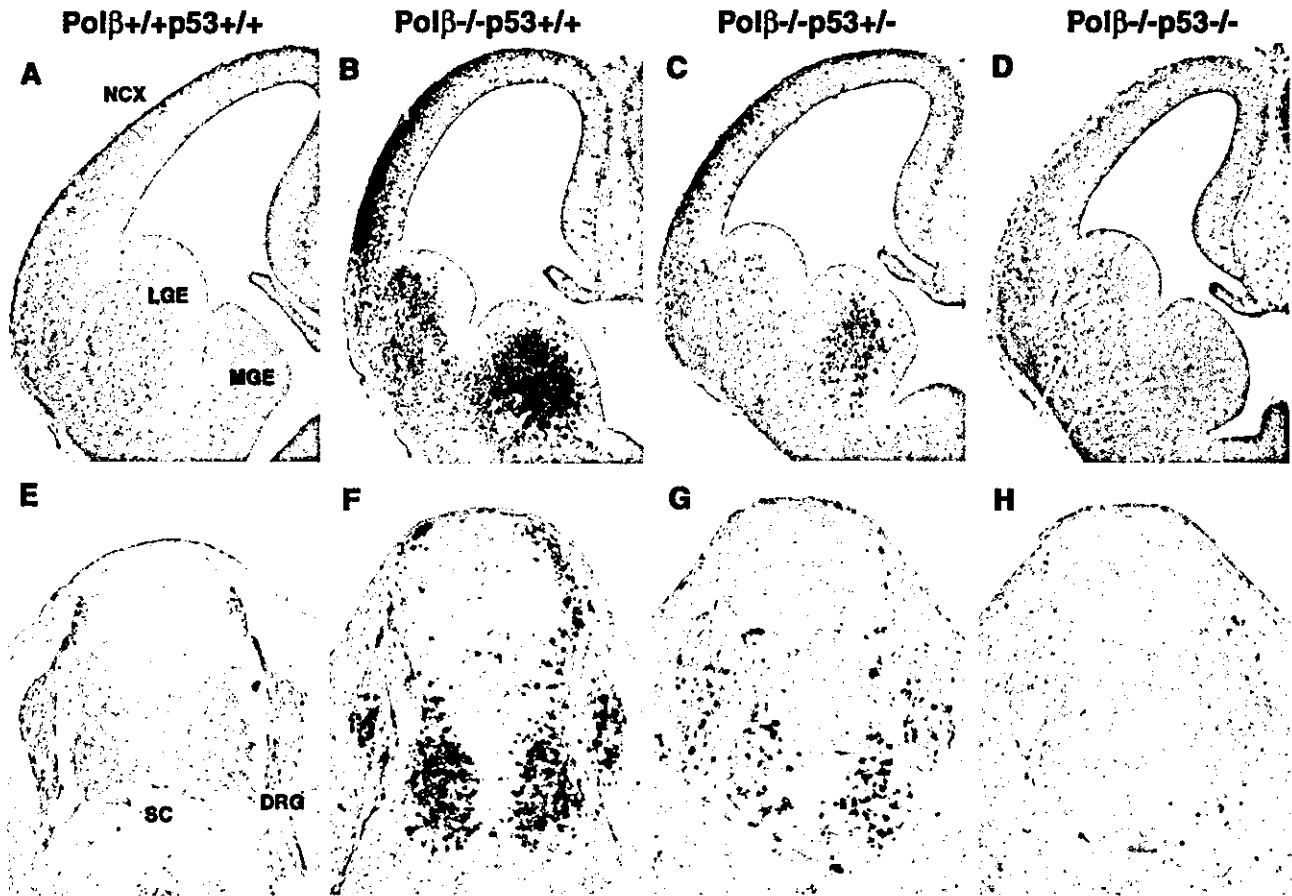 Polβ+/+p53+/+ Polβ-/-p53+/+ Polβ-/-p53+/- Polβ-/-p53-/-
A B C D
NCX
LGE
MGE
E F G H
SC DRG